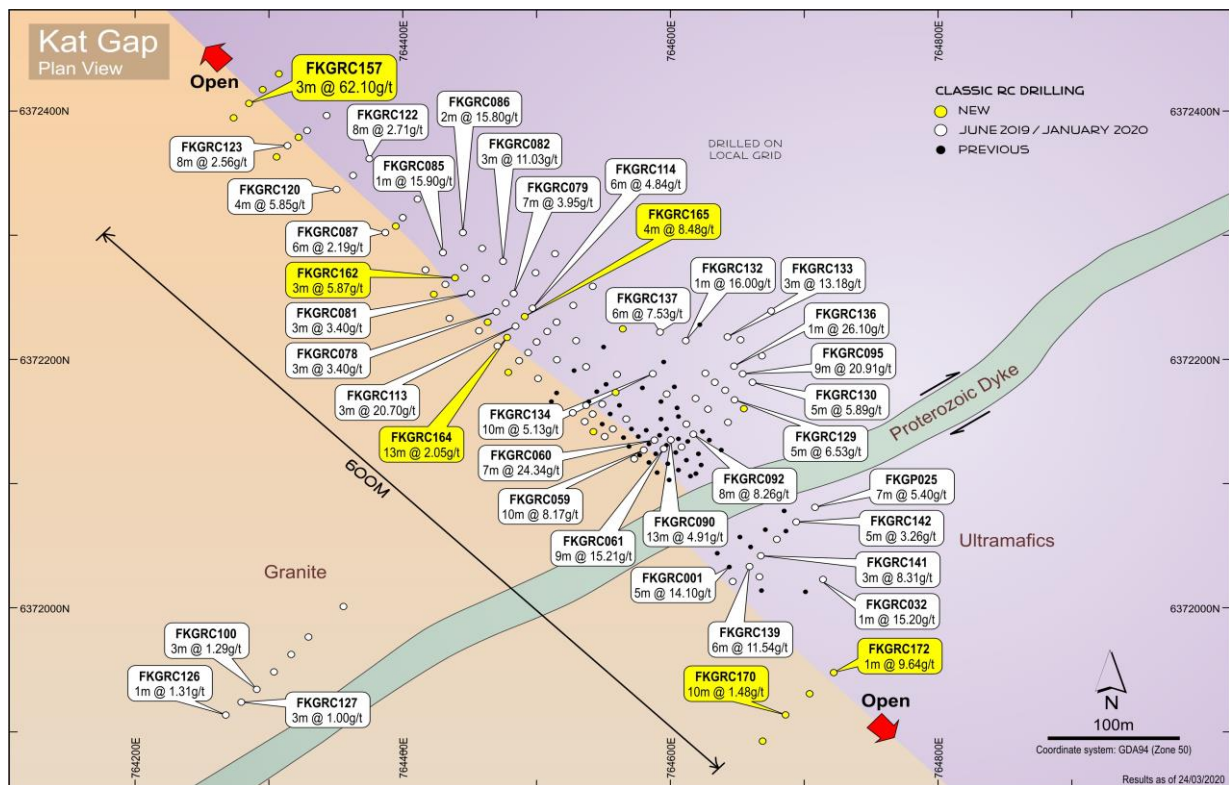 Kat Gap
Plan View
764400E
764600E
764800E
Open
FKGRC157
3m @ 62.10g/t
6372400N
6372400N
CLASSIC RC DRILLING
NEW
JUNE 2019 / JANUARY 2020
PREVIOUS
DRILLED ON
LOCAL GRID
FKGRC122
8m @ 2.71g/t
FKGRC086
2m @ 15.80g/t
FKGRC082
3m @ 11.03g/t
FKGRC123
8m @ 2.56g/t
FKGRC085
1m @ 15.90g/t
FKGRC079
7m @ 3.95g/t
FKGRC114
6m @ 4.84g/t
FKGRC120
4m @ 5.85g/t
FKGRC165
4m @ 8.48g/t
FKGRC087
6m @ 2.19g/t
FKGRC162
3m @ 5.87g/t
FKGRC137
6m @ 7.53g/t
FKGRC132
1m @ 16.00g/t
FKGRC133
3m @ 13.18g/t
FKGRC081
3m @ 3.40g/t
FKGRC136
1m @ 26.10g/t
FKGRC078
3m @ 3.40g/t
6372200N
6372200N
FKGRC095
9m @ 20.91g/t
FKGRC113
3m @ 20.70g/t
FKGRC130
5m @ 5.89g/t
FKGRC134
10m @ 5.13g/t
FKGRC164
13m @ 2.05g/t
FKGRC129
5m @ 6.53g/t
FKGRC060
7m @ 24.34g/t
FKGRC092
8m @ 8.26g/t
FKGRC059
10m @ 8.17g/t
FKGP025
7m @ 5.40g/t
FKGRC061
9m @ 15.21g/t
FKGRC090
13m @ 4.91g/t
FKGRC142
5m @ 3.26g/t
Proterozoic Dyke
600M
Granite
Ultramafics
FKGRC001
5m @ 14.10g/t
FKGRC141
3m @ 8.31g/t
6372000N
6372000N
FKGRC032
1m @ 15.20g/t
FKGRC139
6m @ 11.54g/t
FKGRC100
3m @ 1.29g/t
FKGRC126
1m @ 1.31g/t
FKGRC127
3m @ 1.00g/t
FKGRC172
1m @ 9.64g/t
FKGRC170
10m @ 1.48g/t
Open
N
100m
Coordinate system: GDA94 (Zone 50)
764200E
764400E
764600E
764800E
Results as of 24/03/2020